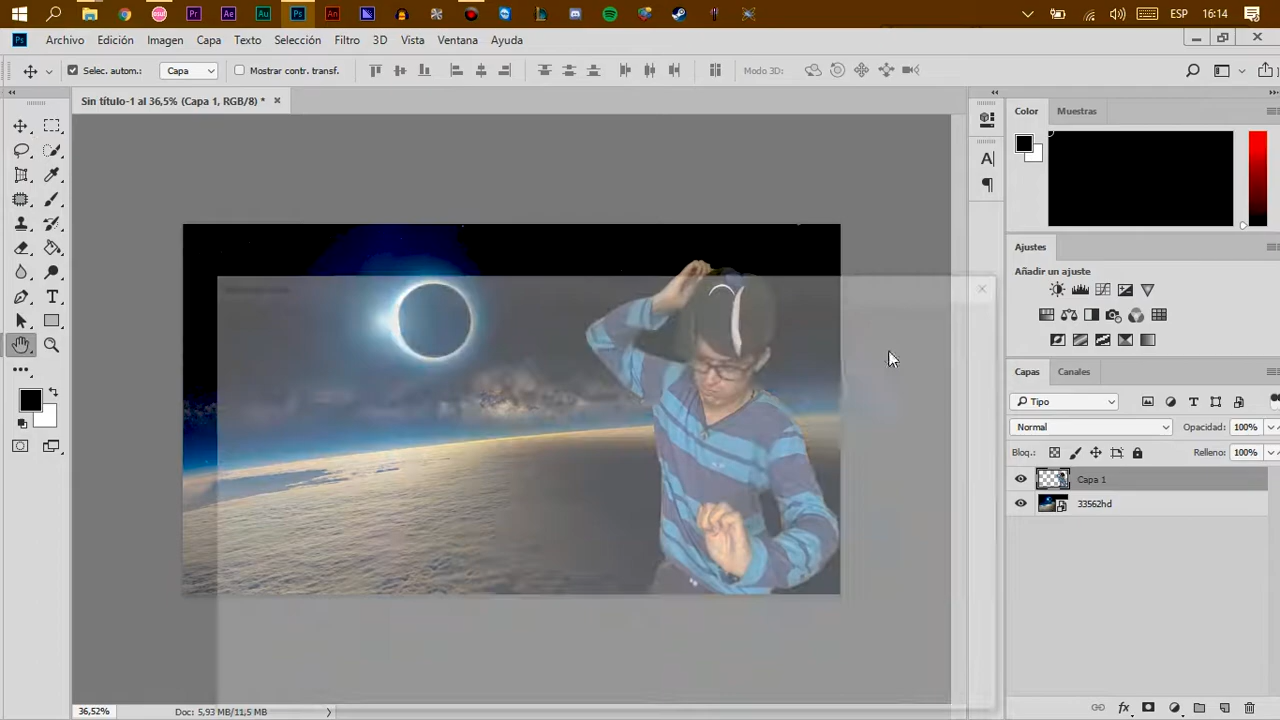 ESP 16:14
Ps Archivo Edición Imagen Capa Texto Selección Filtro 3D Vista Ventana Ayuda
Selec. autom.: Capa Mostrar contr. transf. Modo 3D:
Sin título-1 al 36,5% (Capa 1, RGB/8) *
Color Muestras
Ajustes
Añadir un ajuste
Capas Canales
Tipo
Normal Opacidad: 100%
Bloq.: Relleno: 100%
Capa 1
33562hd
36,52% Doc: 5,93 MB/11,5 MB